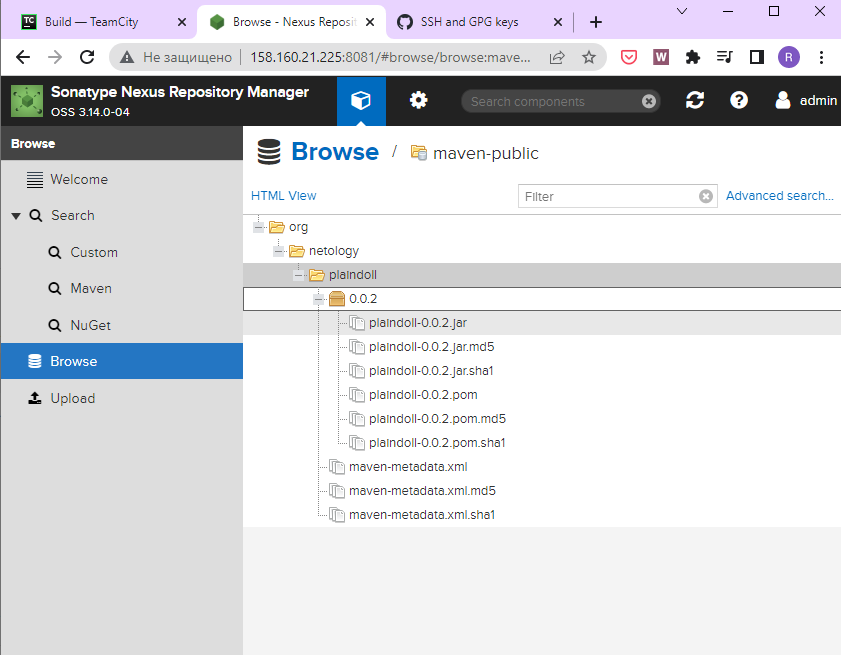 Build — TeamCity
Browse - Nexus Reposit
SSH and GPG keys
Не защищено
158.160.21.225:8081/#browse/browse:mave...
W
R
Sonatype Nexus Repository Manager
OSS 3.14.0-04
Search components
admin
Browse
Browse / maven-public
Welcome
HTML View
Filter
Advanced search...
Search
Custom
Maven
NuGet
Browse
Upload
org
netology
plaindoll
0.0.2
plaindoll-0.0.2.jar
plaindoll-0.0.2.jar.md5
plaindoll-0.0.2.jar.sha1
plaindoll-0.0.2.pom
plaindoll-0.0.2.pom.md5
plaindoll-0.0.2.pom.sha1
maven-metadata.xml
maven-metadata.xml.md5
maven-metadata.xml.sha1